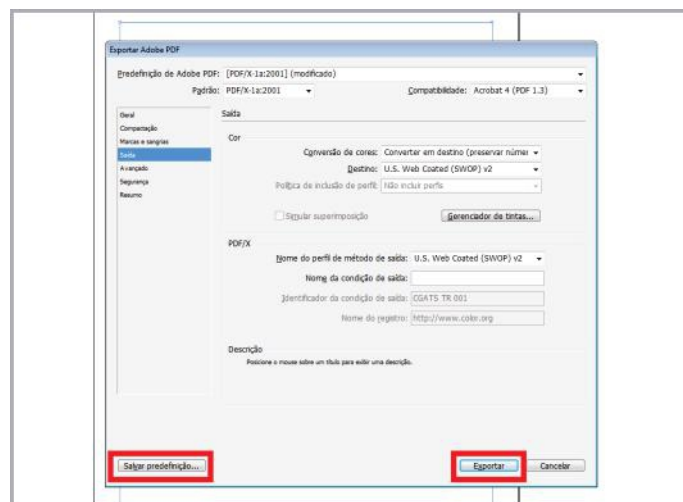 Exportar Adobe PDF
Predefinição de Adobe PDF: [PDF/X-1a:2001] (modificado)
Padrão: PDF/X-1a:2001 Compatibilidade: Acrobat 4 (PDF 1.3)
Geral
Compactação
Marcas e sangrias
Saída
Avançado
Segurança
Resumo
Saída
Cor
Conversão de cores: Converter em destino (preservar númer
Destino: U.S. Web Coated (SWOP) v2
Política de inclusão de perfil: Não incluir perfis
Simular superimposição Gerenciador de tintas...
PDF/X
Nome do perfil de método de saída: U.S. Web Coated (SWOP) v2
Nome da condição de saída:
Identificador da condição de saída: CGATS TR 001
Nome do registro: http://www.color.org
Descrição
Posicione o mouse sobre um título para exibir uma descrição.
Salvar predefinição... Exportar Cancelar